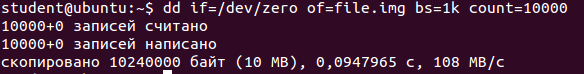 student@ubuntu:~$ dd if=/dev/zero of=file.img bs=1k count=10000
10000+0 записей считано
10000+0 записей написано
скопировано 10240000 байт (10 MB), 0,0947965 c, 108 MB/c